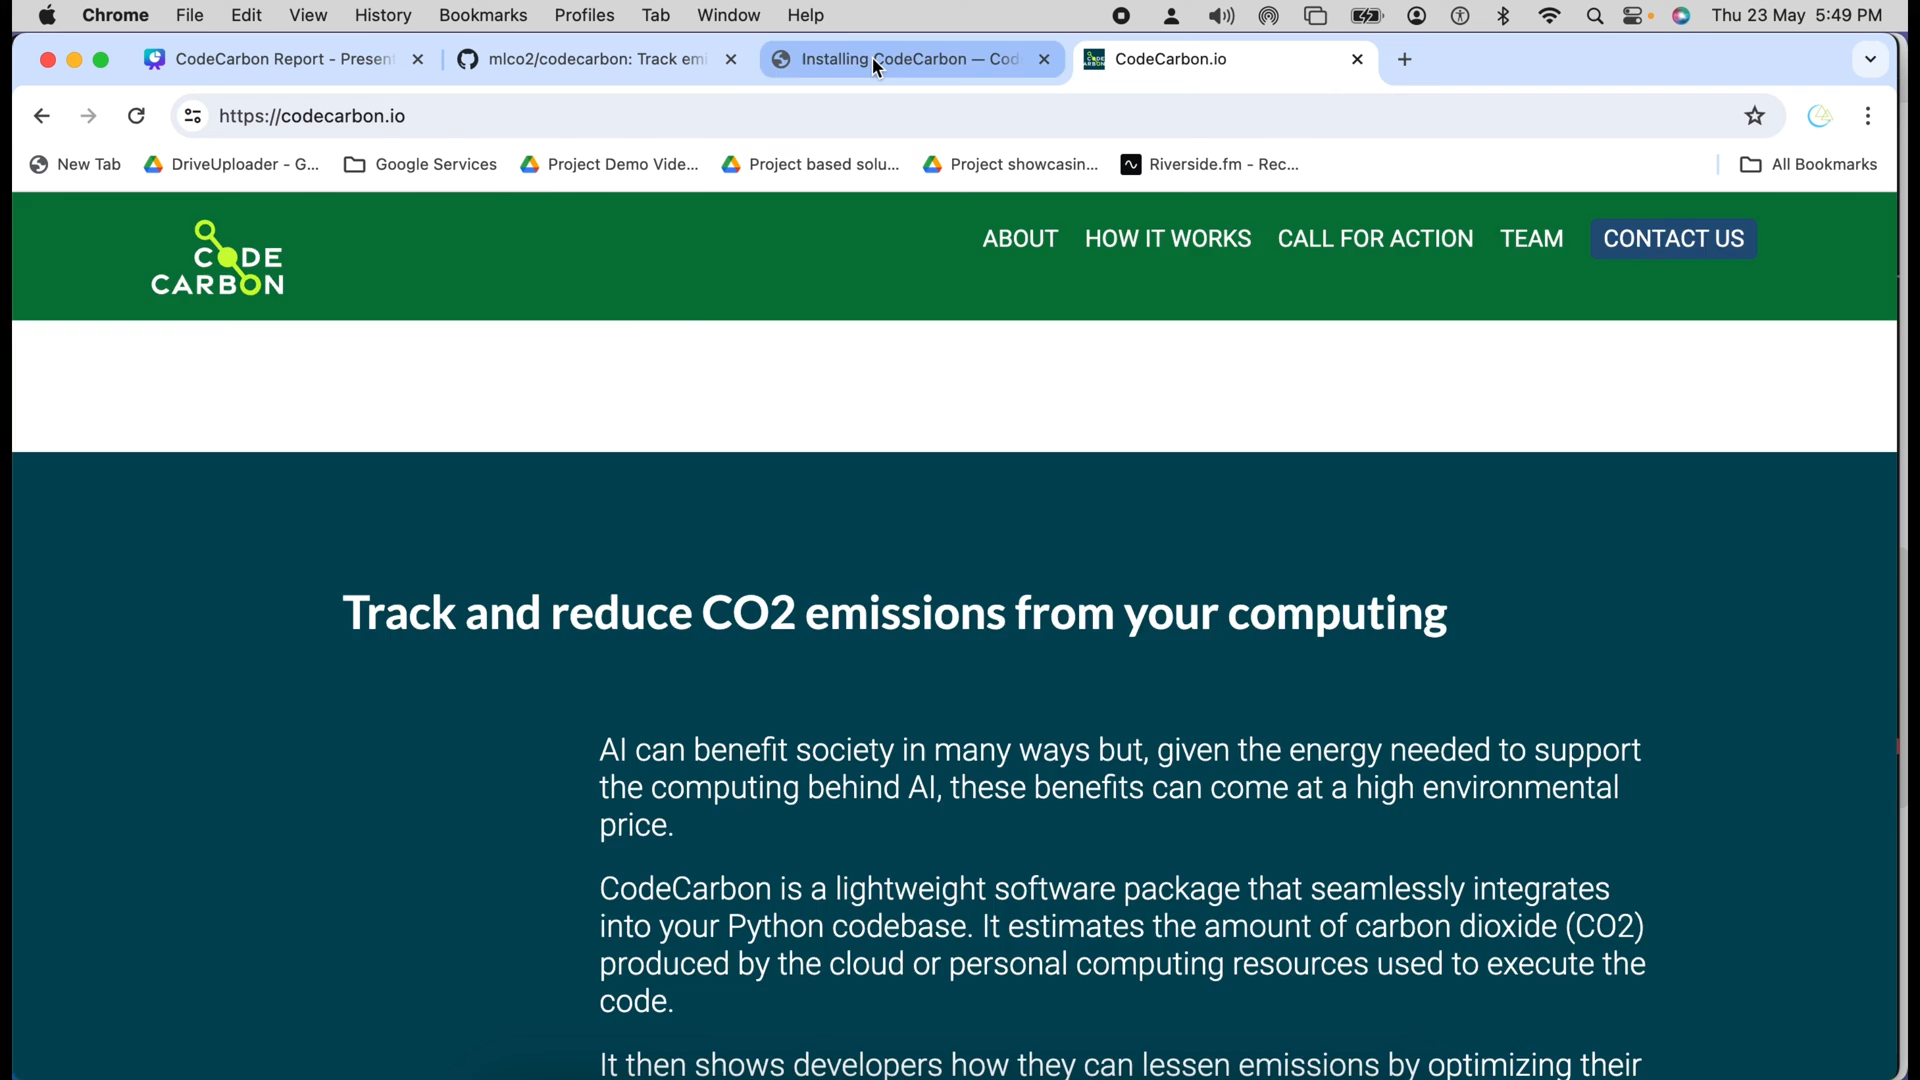 Chrome File Edit View History Bookmarks Profiles Tab Window Help Thu 23 May 5:49 PM
CodeCarbon Report - Presen mlco2/codecarbon: Track emi Installing CodeCarbon — Cod CodeCarbon.io
https://codecarbon.io
New Tab DriveUploader - G... Google Services Project Demo Vide... Project based solu... Project showcasin... Riverside.fm - Rec... All Bookmarks
CODE
CARBON
ABOUT HOW IT WORKS CALL FOR ACTION TEAM CONTACT US
Track and reduce CO2 emissions from your computing
AI can benefit society in many ways but, given the energy needed to support
the computing behind AI, these benefits can come at a high environmental
price.
CodeCarbon is a lightweight software package that seamlessly integrates
into your Python codebase. It estimates the amount of carbon dioxide (CO2)
produced by the cloud or personal computing resources used to execute the
code.
It then shows developers how they can lessen emissions by optimizing their